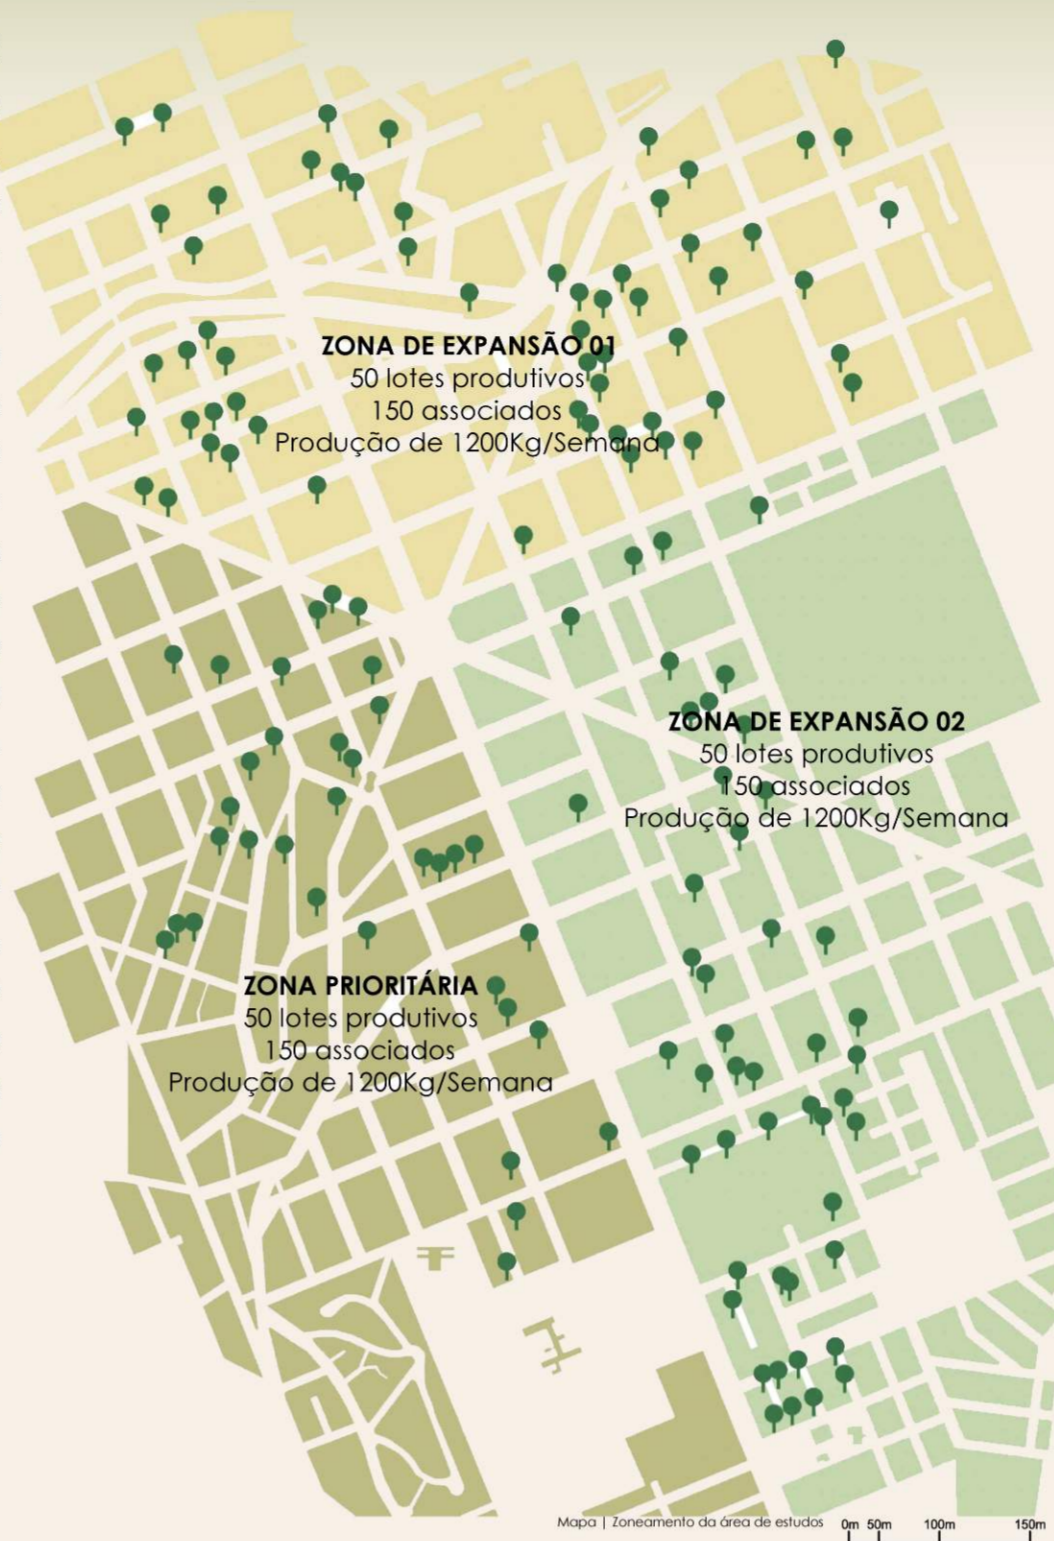 ZONA DE EXPANSÃO 01
50 lotes produtivos
150 associados
Produção de 1200Kg/Semana
ZONA DE EXPANSÃO 02
50 lotes produtivos
150 associados
Produção de 1200Kg/Semana
ZONA PRIORITÁRIA
50 lotes produtivos
150 associados
Produção de 1200Kg/Semana
Mapa | Zoneamento da área de estudos 0m 50m 100m 150m